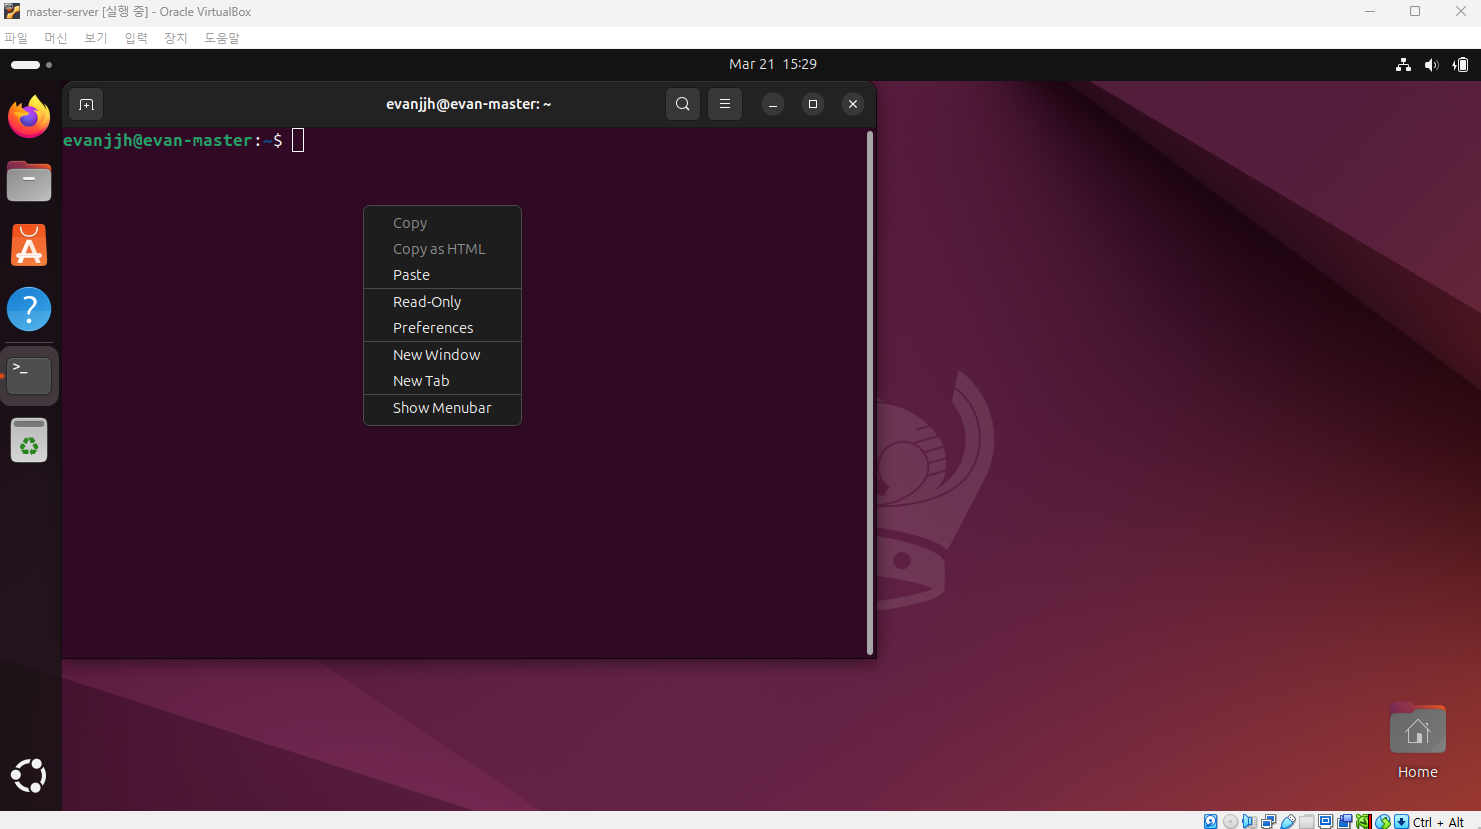 master-server [실행 중] - Oracle VirtualBox
파일 머신 보기 입력 장치 도움말
Mar 21 15:29
evanjjh@evan-master: ~
evanjjh@evan-master:~$
Copy
Copy as HTML
Paste
Read-Only
Preferences
New Window
New Tab
Show Menubar
Home
Ctrl + Alt